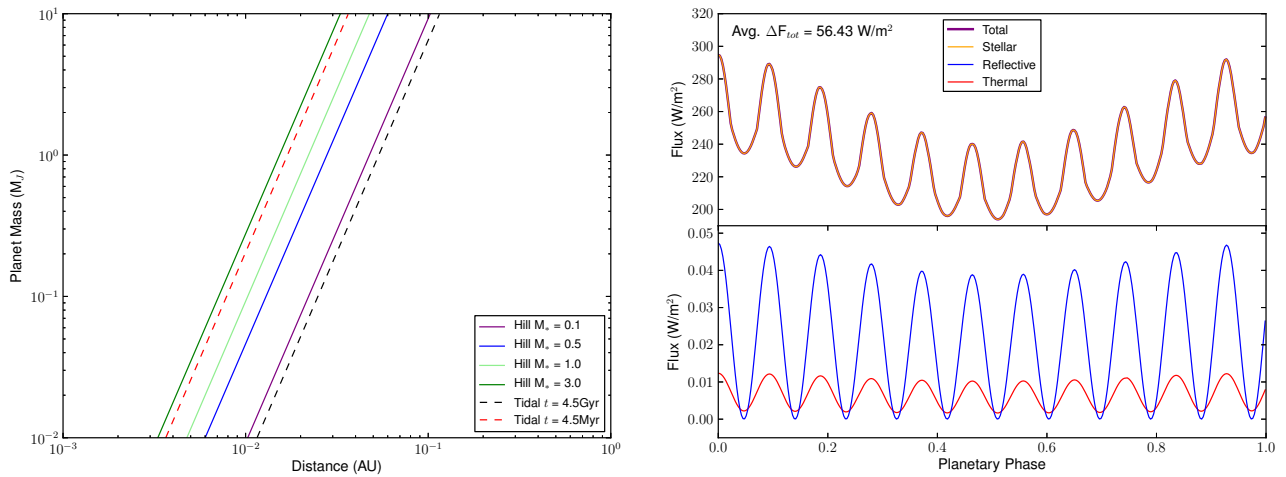 10¹
10⁰
10⁻¹
10⁻²
10⁻³
10⁻²
10⁻¹
10⁰
Planet Mass (M_J)
Distance (AU)
Hill M_* = 0.1
Hill M_* = 0.5
Hill M_* = 1.0
Hill M_* = 3.0
Tidal t = 4.5Gyr
Tidal t = 4.5Myr
Avg. ΔF_tot = 56.43 W/m²
Total
Stellar
Reflective
Thermal
320
300
280
260
240
220
200
Flux (W/m²)
0.05
0.04
0.03
0.02
0.01
0.00
Flux (W/m²)
0.0 0.2 0.4 0.6 0.8 1.0
Planetary Phase